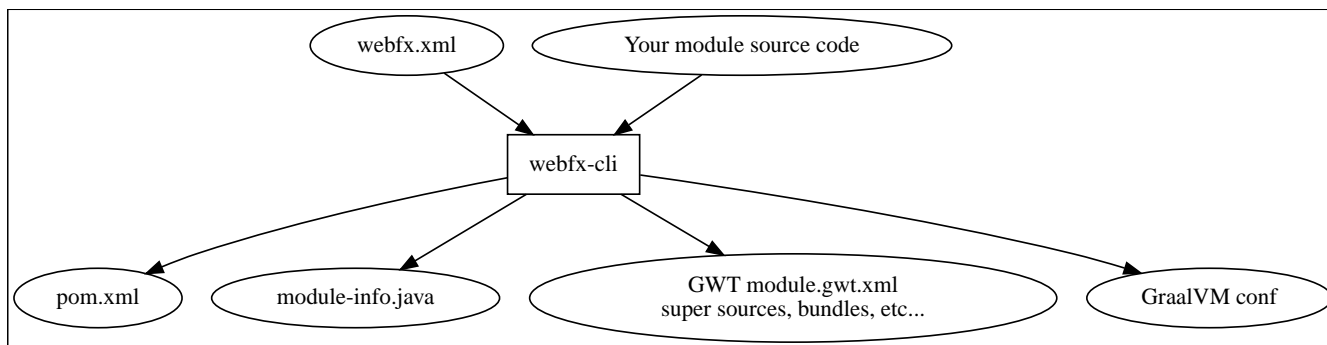 webfx.xml
Your module source code
webfx-cli
pom.xml
module-info.java
GWT module.gwt.xml
super sources, bundles, etc...
GraalVM conf